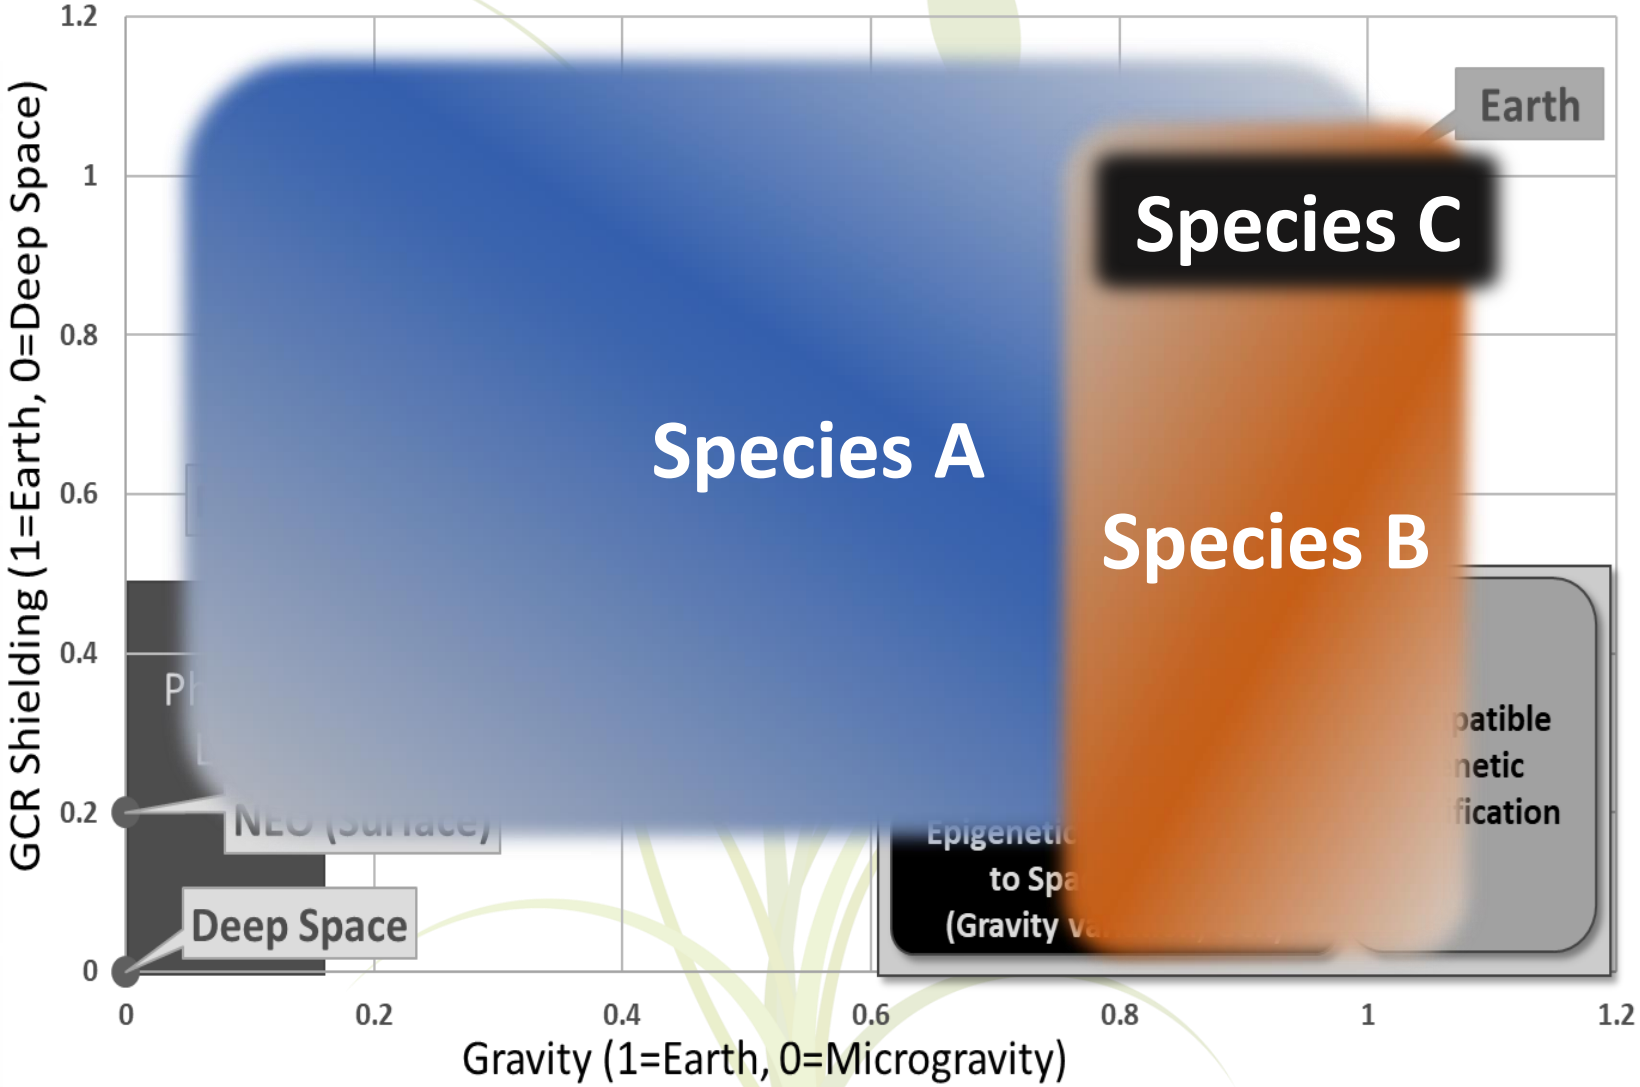 1.2
Earth
1
Species C
0.8
Species A
0.6
Species B
0.4
patible
netic
NEO (Surface)
fication
0.2
Epigenetic
to Spa
Deep Space
(Gravity va
0
0
0.2
0.4
0.6
0.8
1
1.2
Gravity (1=Earth, 0=Microgravity)
GCR Shielding (1=Earth, 0=Deep Space)